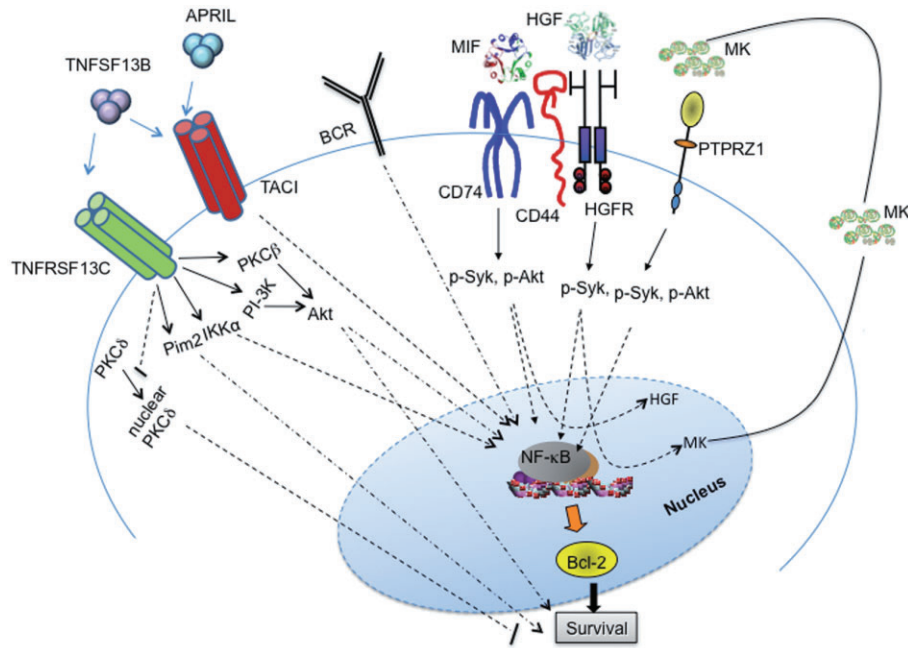 APRIL
TNFSF13B
BCR
MIF
HGF
MK
TACI
CD74
CD44
HGFR
PTPRZ1
MK
TNFRSF13C
PKCβ
PI-3K
Akt
IKKα
Pim2
PKCδ
nuclear
PKCδ
p-Syk, p-Akt
p-Syk,
p-Syk, p-Akt
HGF
MK
NF-κB
Nucleus
Bcl-2
Survival